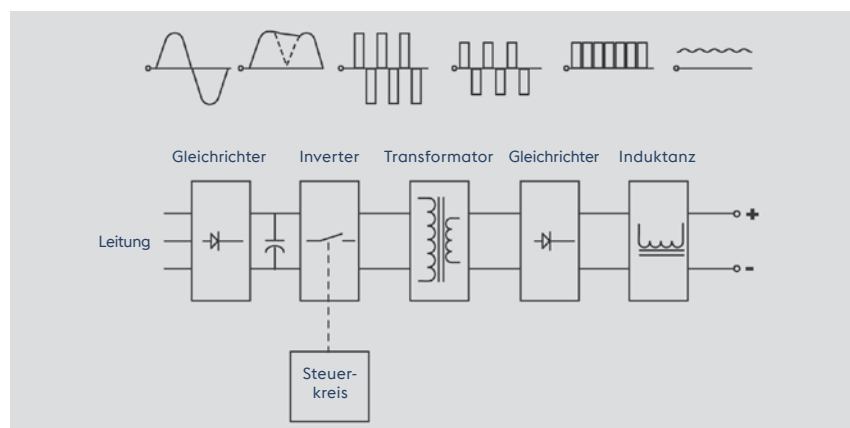 Gleichrichter Inverter Transformator Gleichrichter Induktanz
+
Leitung
-
Steuer-
kreis